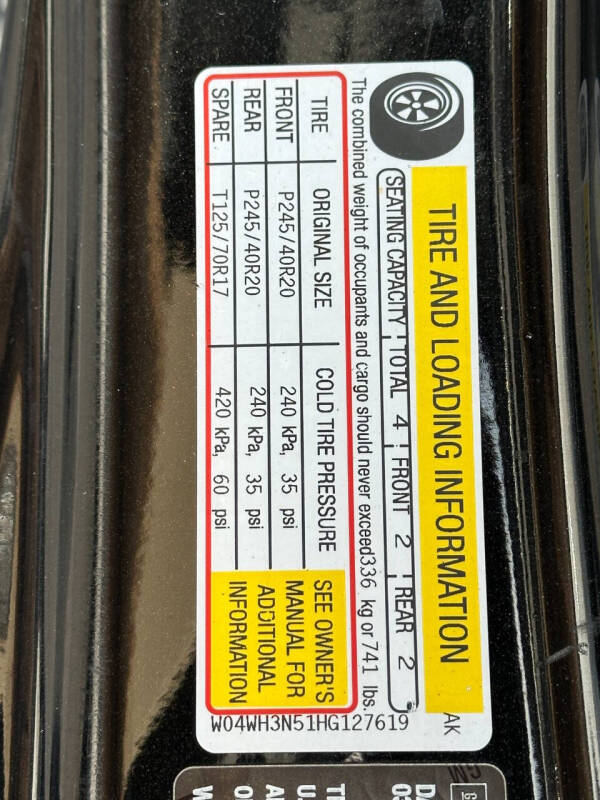 TIRE AND LOADING INFORMATION
AK
SEATING CAPACITY TOTAL 4 FRONT 2 REAR 2
The combined weight of occupants and cargo should never exceed336 kg or 741 lbs.
TIRE ORIGINAL SIZE COLD TIRE PRESSURE
FRONT P245/40R20 240 kPa, 35 psi
REAR P245/40R20 240 kPa, 35 psi
SPARE T125/70R17 420 kPa, 60 psi
SEE OWNER'S
MANUAL FOR
ADDITIONAL
INFORMATION
W04WH3N51HG127619
GM